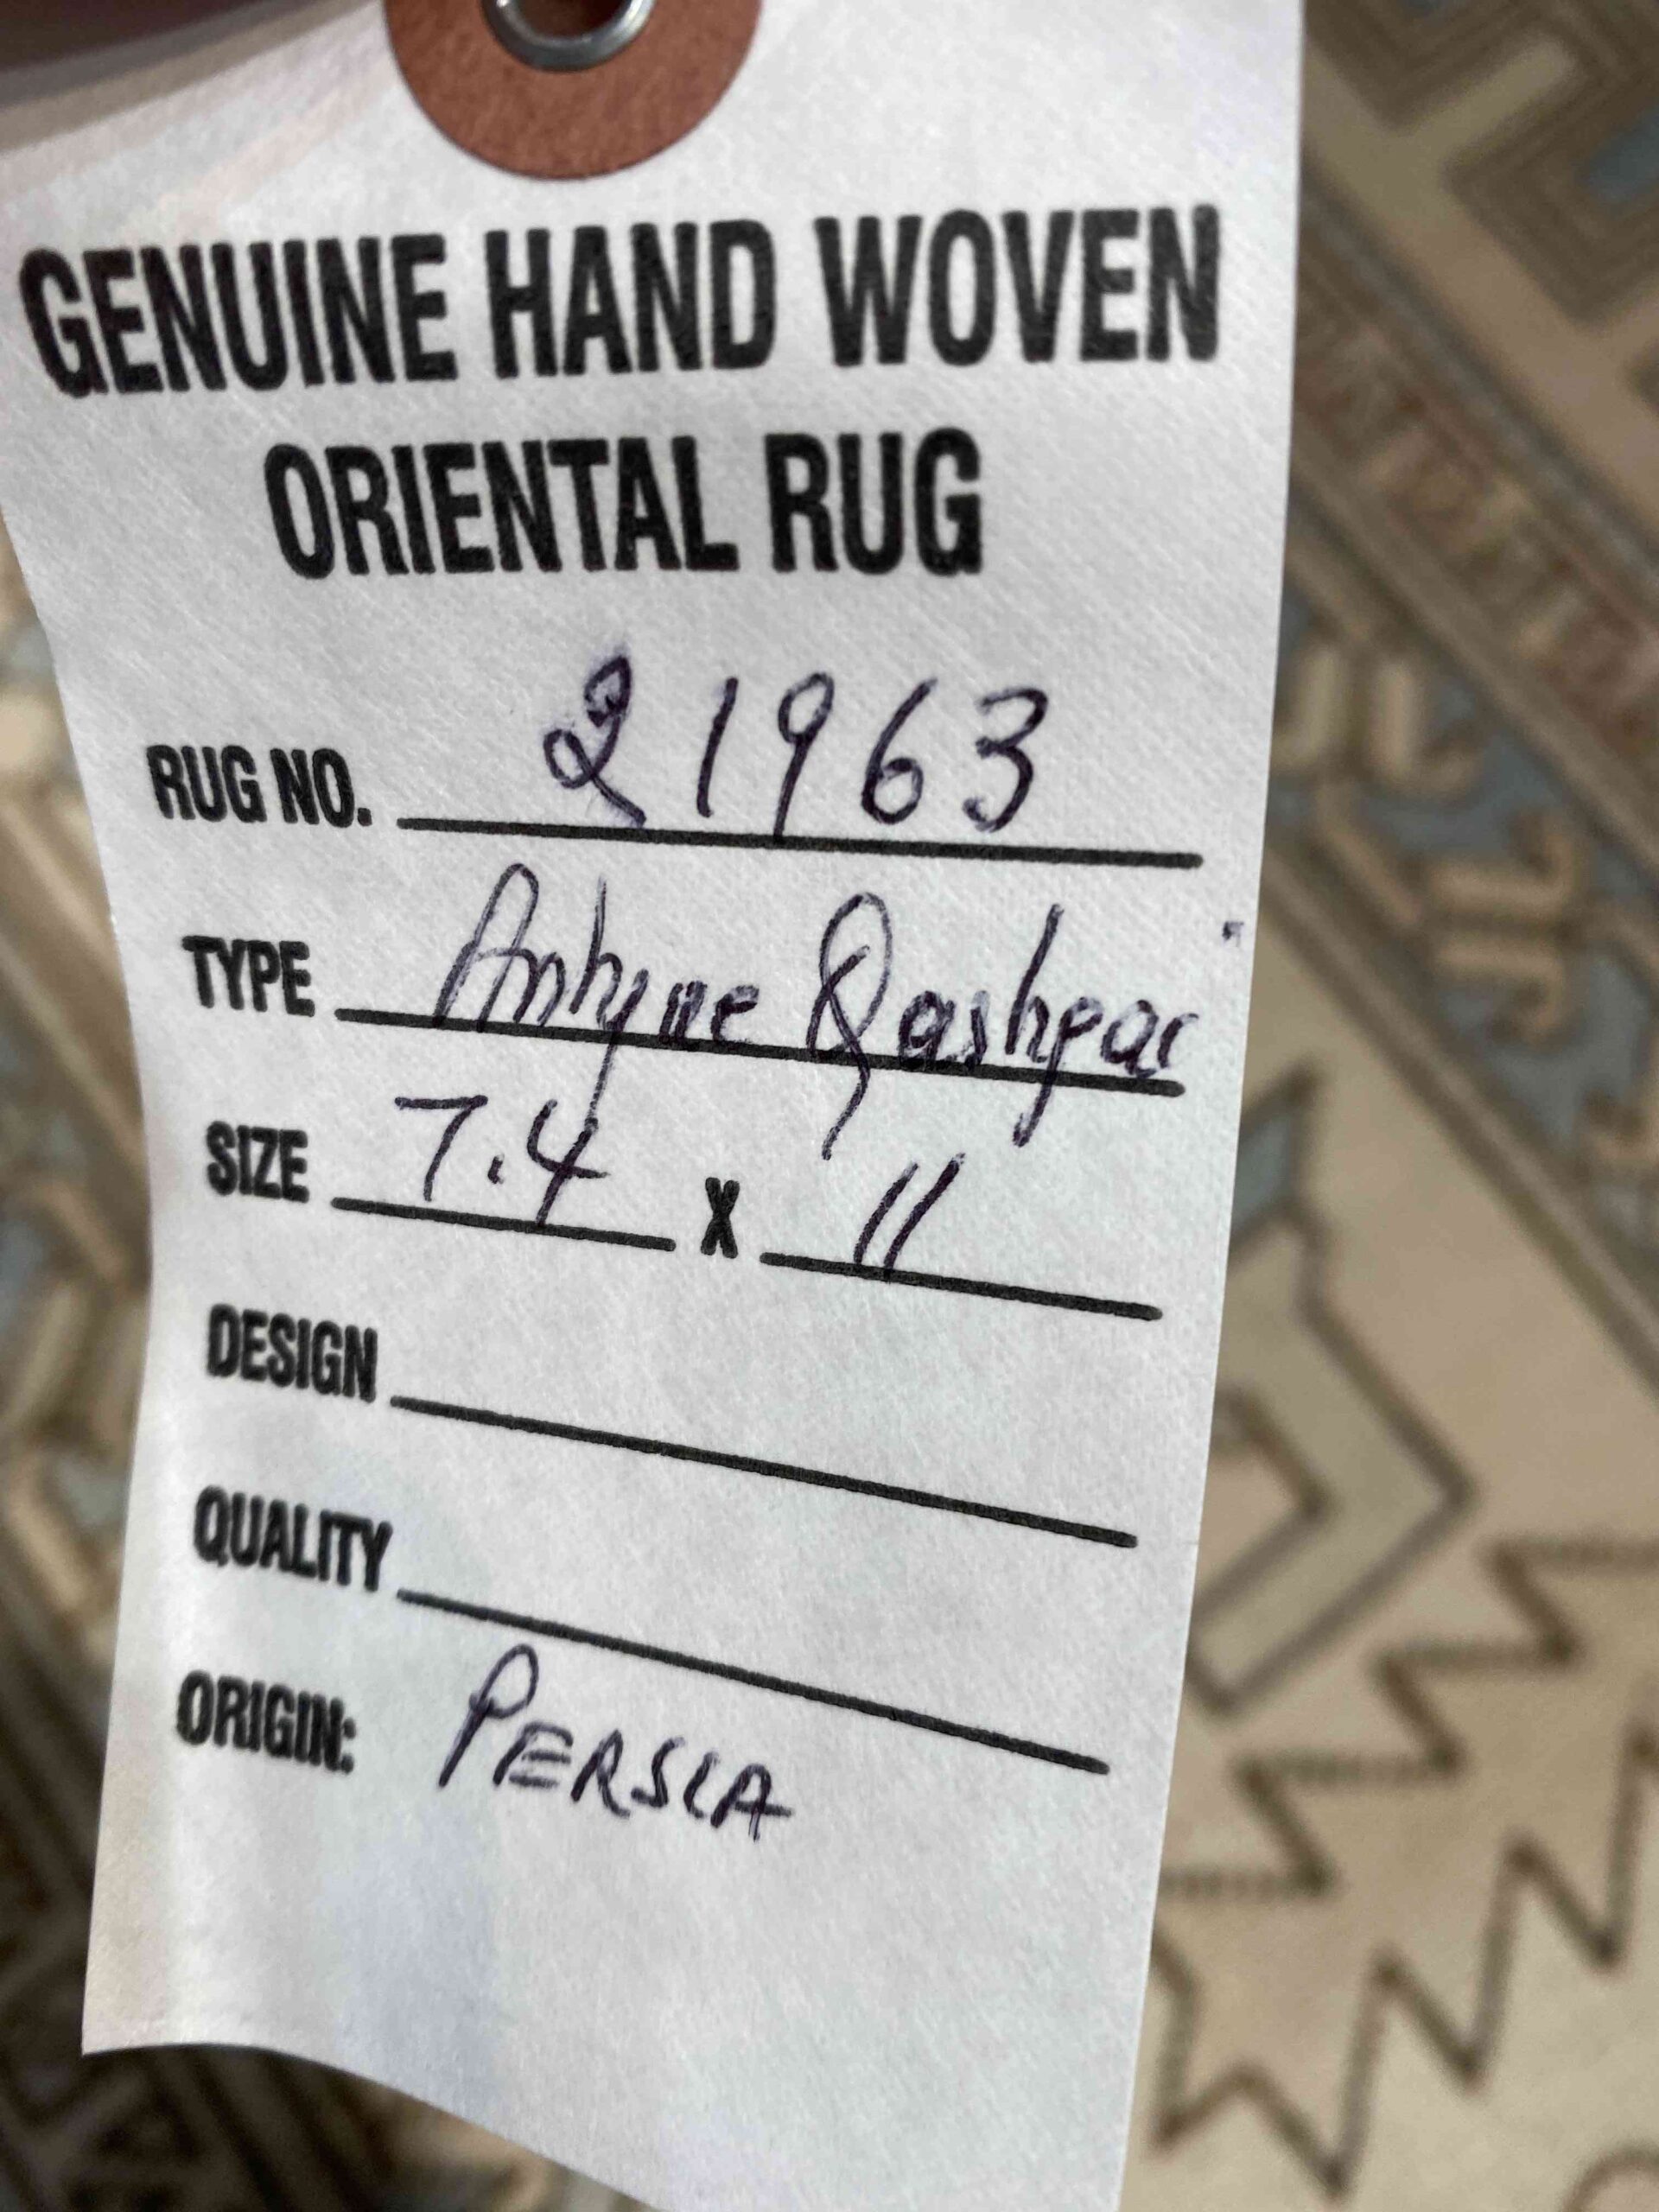 GENUINE HAND WOVEN
ORIENTAL RUG
RUG NO. 21963
TYPE Antique Qashqai
SIZE 7.4 X 11
DESIGN
QUALITY
ORIGIN: PERSIA